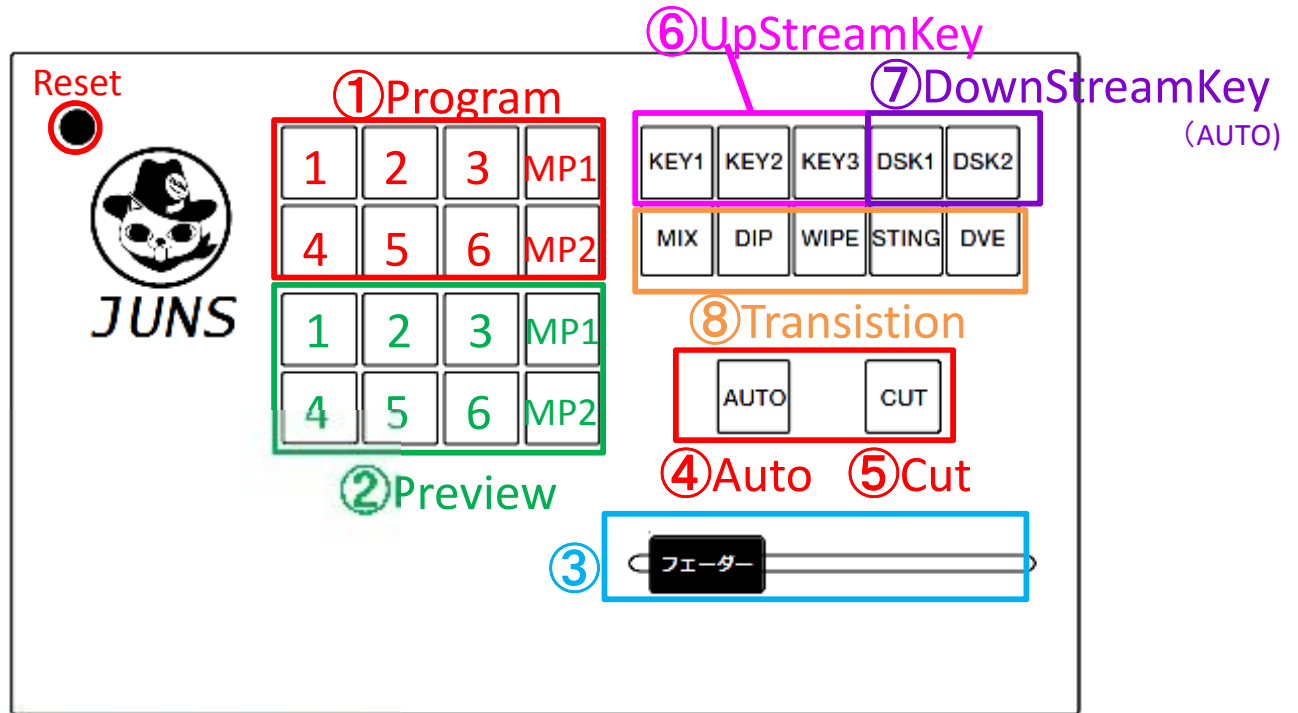 ⑥UpStreamKey
Reset
①Program
⑦DownStreamKey
（AUTO)
1 2 3 MP1
KEY1 KEY2 KEY3 DSK1 DSK2
4 5 6 MP2
MIX DIP WIPE STING DVE
JUNS
1 2 3 MP1
⑧Transistion
4 5 6 MP2
AUTO CUT
②Preview
④Auto ⑤Cut
③
フェーダー